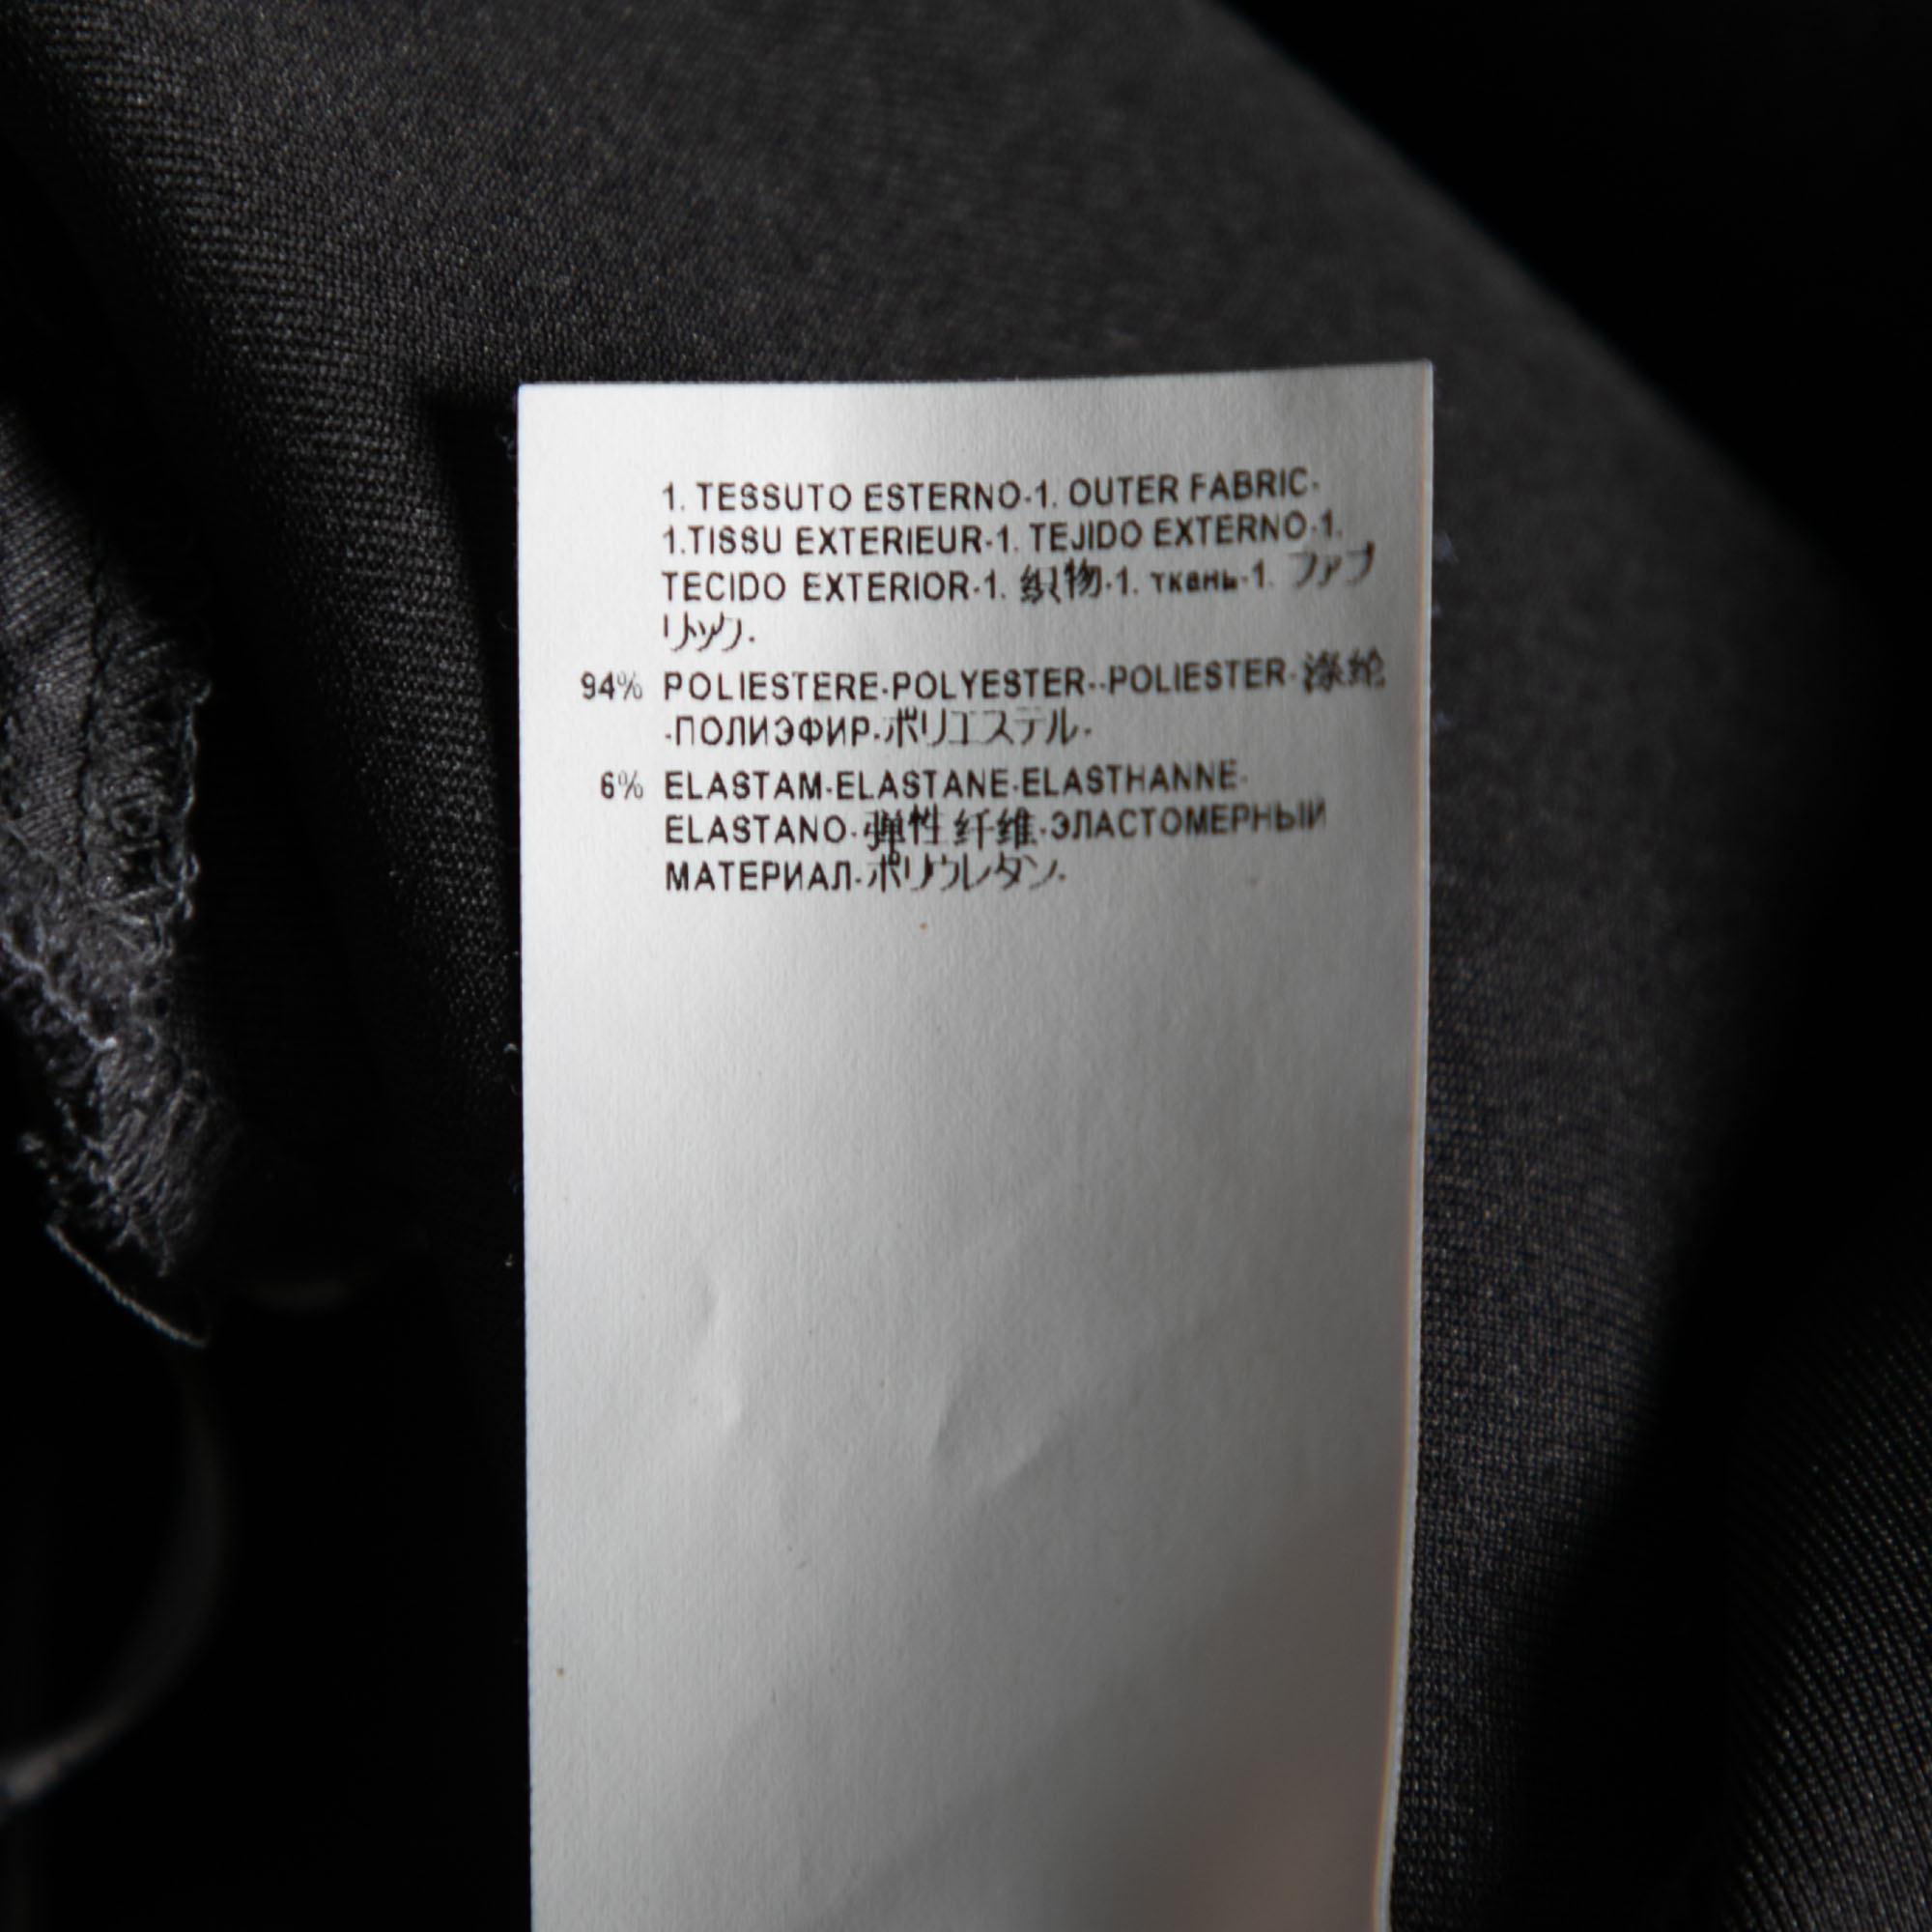 1. TESSUTO ESTERNO-1. OUTER FABRIC-
1.TISSU EXTERIEUR-1. TEJIDO EXTERNO-1.
TECIDO EXTERIOR-1. 织物-1. ткань-1. ファブ
リック-
94% POLIESTERE-POLYESTER--POLIESTER-涤纶
-ПОЛИЭФИР-ポリエステル-
6% ELASTAM-ELASTANE-ELASTHANNE-
ELASTANO-弹性纤维-ЭЛАСТОМЕРНЫЙ
МАТЕРИАЛ-ポリウレタン-